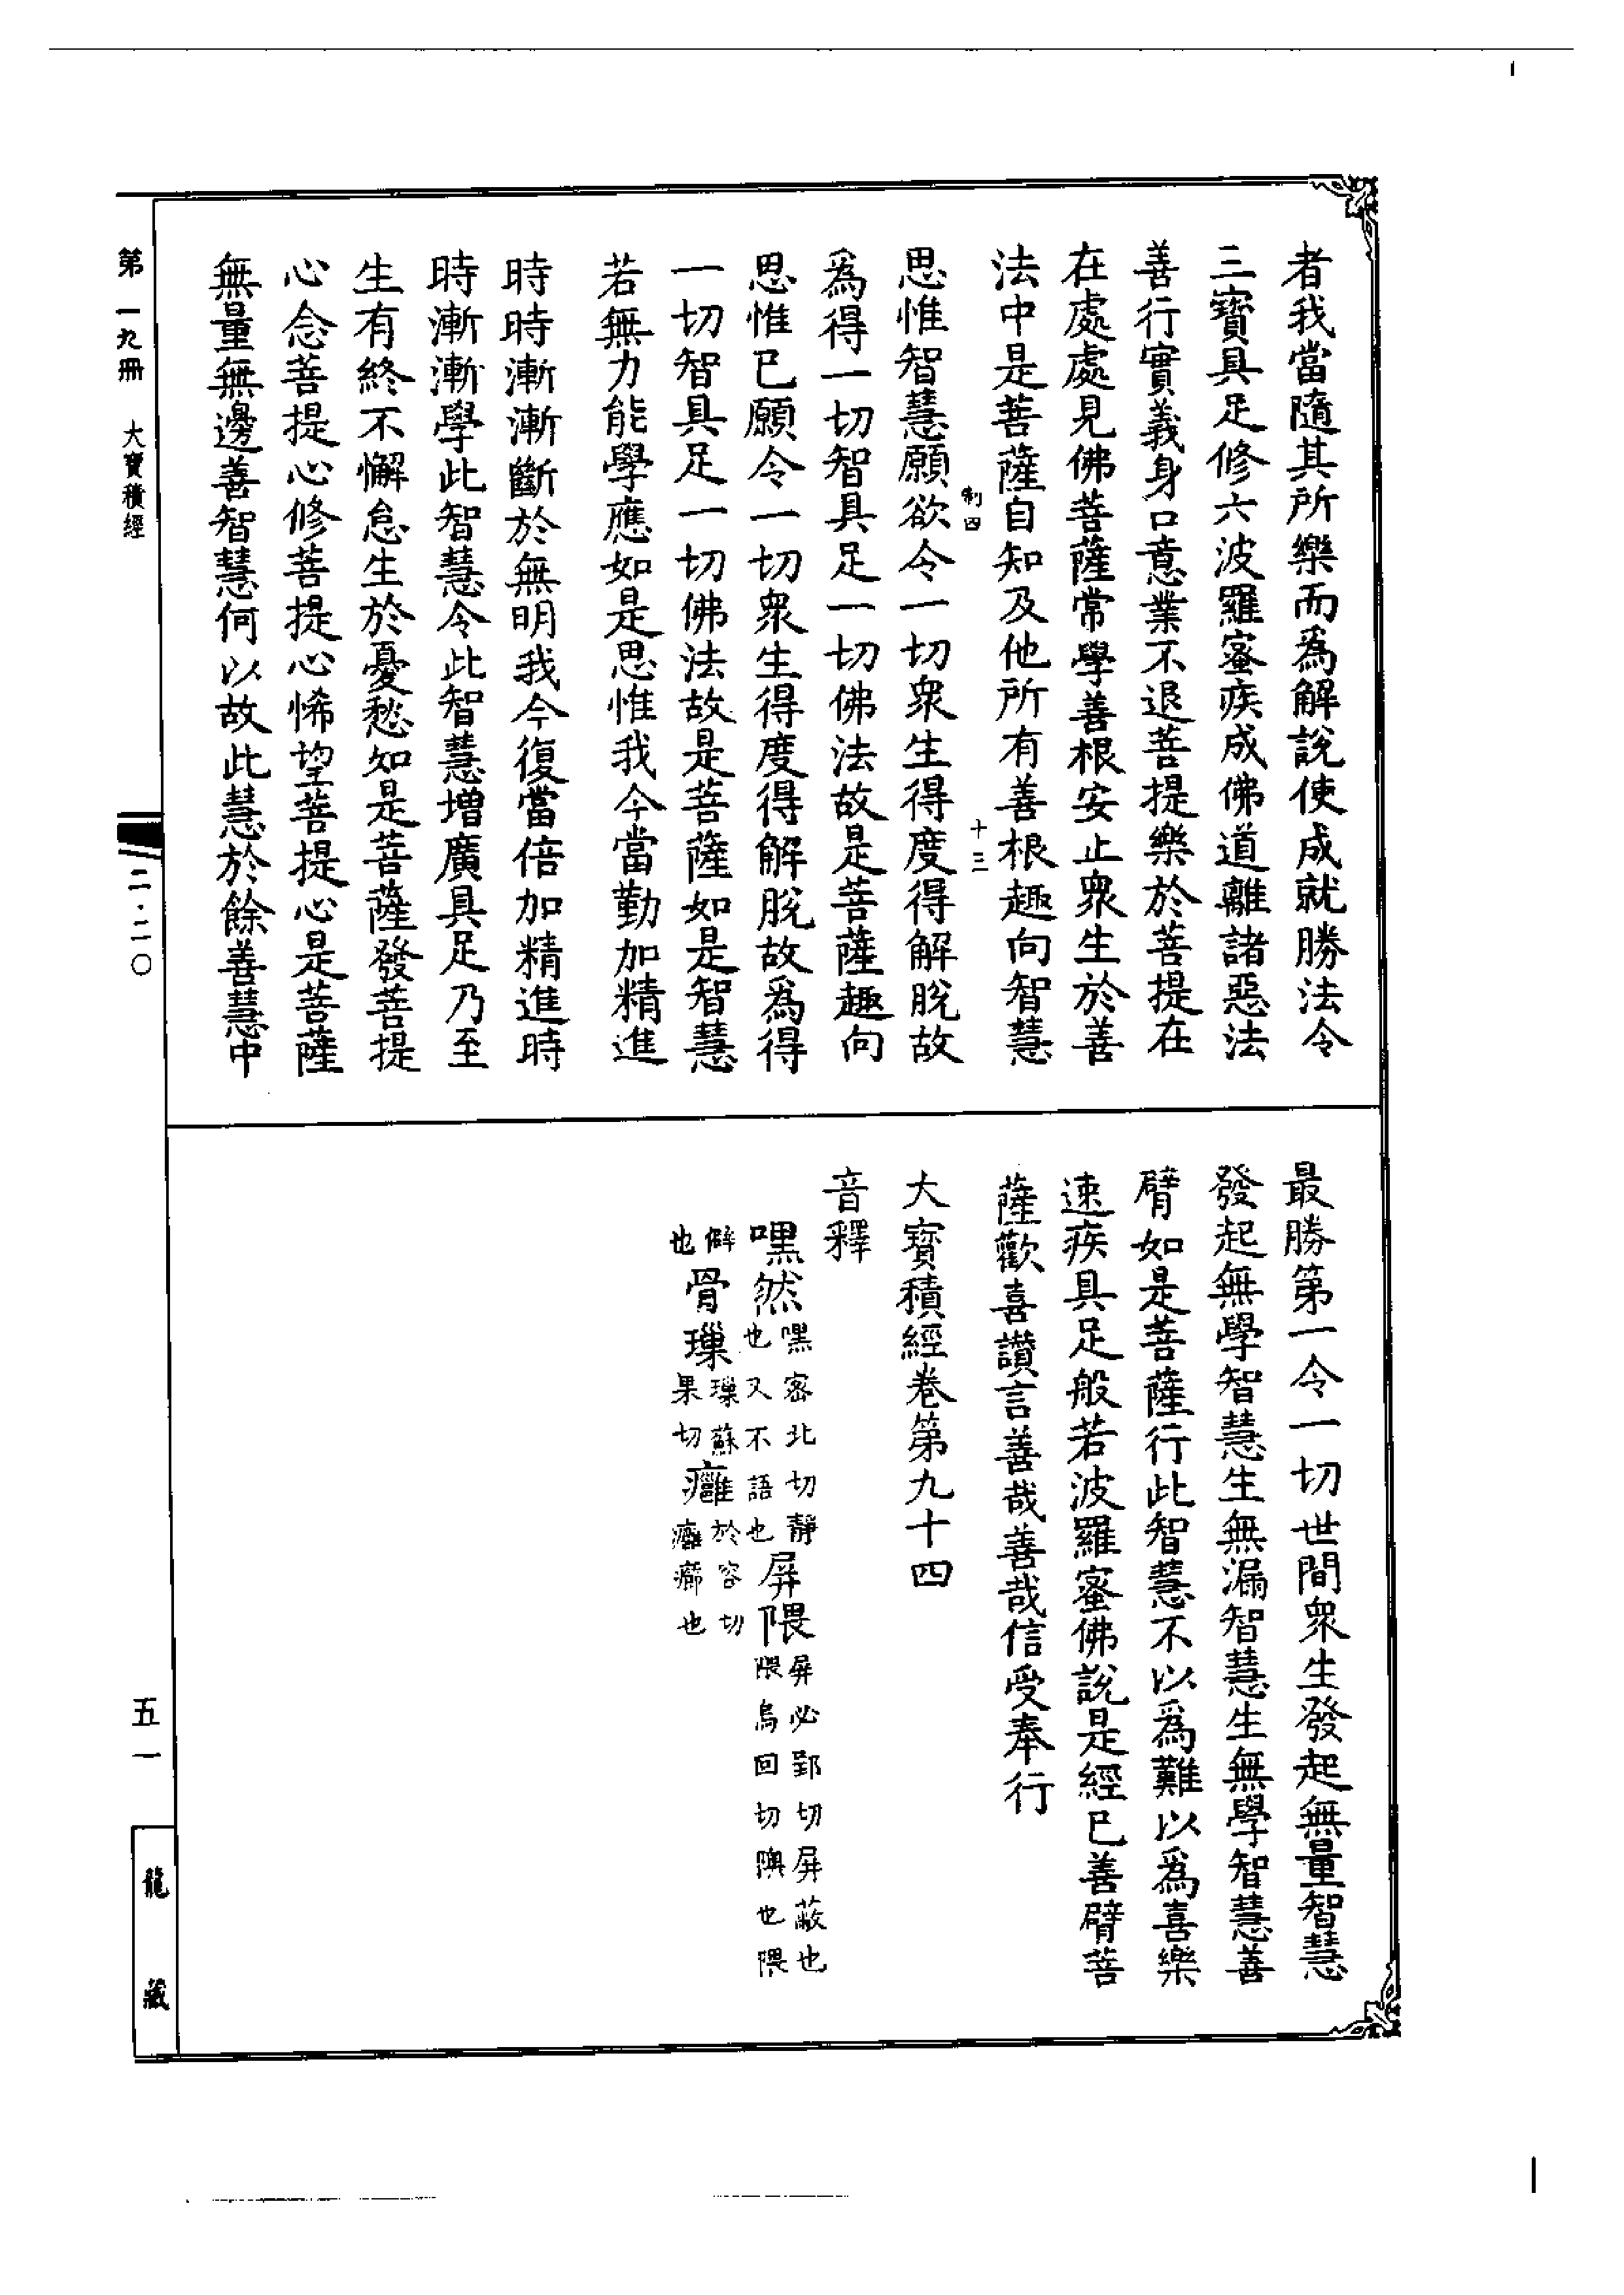 者我當隨其所樂而爲解說使成就勝法令
三寶具足修六波羅蜜疾成佛道離諸惡法
善行實義身口意業不退菩提樂於菩提在
在處處見佛菩薩常學善根安止衆生於善
法中是菩薩自知及他所有善根趣向智慧
制四
十三
思惟智慧願欲令一切衆生得度得解脫故
爲得一切智具足一切佛法故是菩薩趣向
思惟已願令一切衆生得度得解脫故爲得
一切智具足一切佛法故是菩薩如是智慧
若無力能學應如是思惟我今當勤加精進
時時漸漸斷於無明我今復當倍加精進時
時漸漸學此智慧令此智慧增廣具足乃至
生有終不懈怠生於憂愁如是菩薩發菩提
心念菩提心修菩提心悕望菩提心是菩薩
無量無邊善智慧何以故此慧於餘善慧中
最勝第一令一切世間衆生發起無量智慧
發起無學智慧生無漏智慧生無學智慧善
臂如是菩薩行此智慧不以爲難以爲喜樂
速疾具足般若波羅蜜佛說是經已善臂菩
薩歡喜讚言善哉善哉信受奉行
大寶積經卷第九十四
音釋
嘿然嘿密北切靜也又不語也屏隈屏必郢切屏蔽也隈烏回切隩也隈
僻也骨璅璅蘇果切癰於容切癰癤也
第一九冊 大寶積經
二·二〇
五一
龍藏